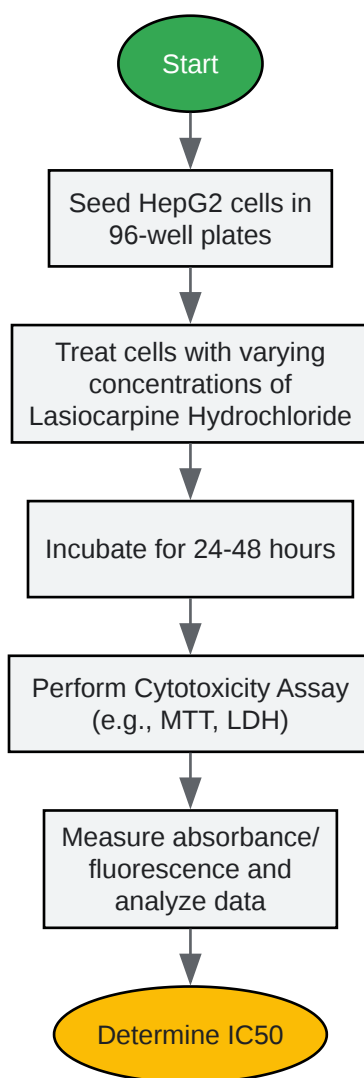 Start
Seed HepG2 cells in
96-well plates
Treat cells with varying
concentrations of
Lasiocarpine Hydrochloride
Incubate for 24-48 hours
Perform Cytotoxicity Assay
(e.g., MTT, LDH)
Measure absorbance/
fluorescence and
analyze data
Determine IC50